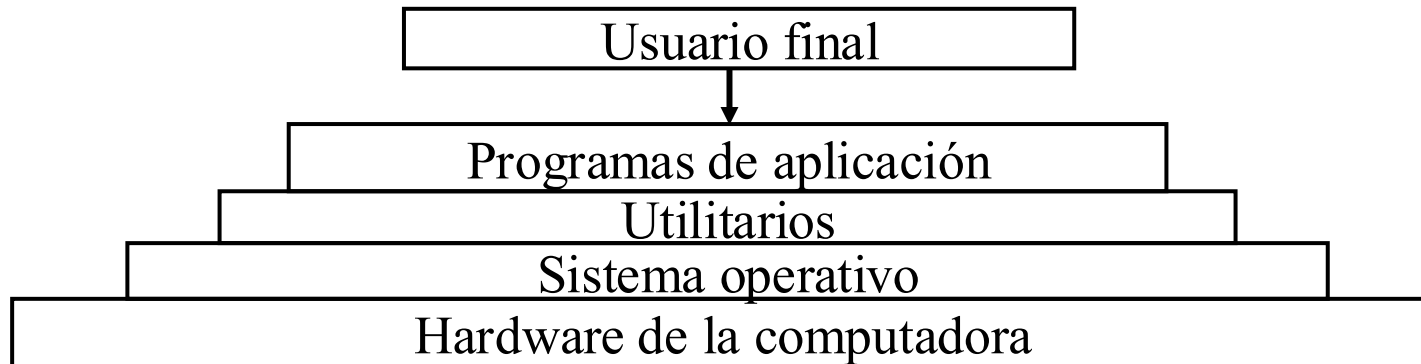 Usuario final
Programas de aplicación
Utilitarios
Sistema operativo
Hardware de la computadora